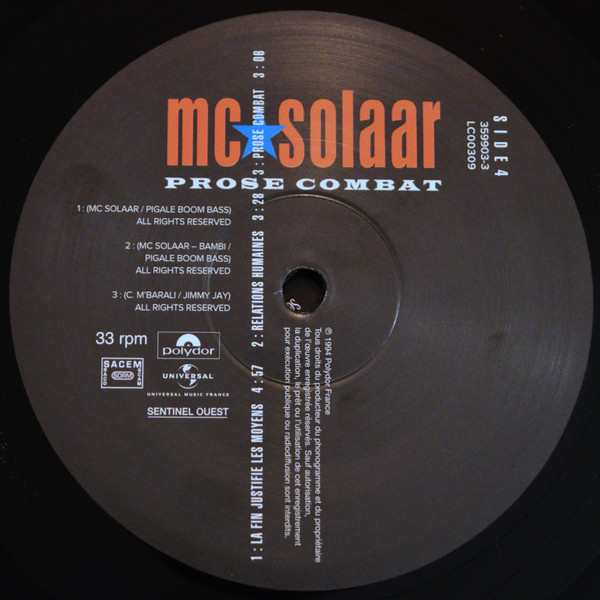 mc★solaar
PROSE COMBAT
SIDE 4
359903-3
LC00309
1 : (MC SOLAAR / PIGALE BOOM BASS)
ALL RIGHTS RESERVED
2 : (MC SOLAAR – BAMBI /
PIGALE BOOM BASS)
ALL RIGHTS RESERVED
3 : (C. M'BARALI / JIMMY JAY)
ALL RIGHTS RESERVED
33 rpm
polydor
SACEM
SDRM
UNIVERSAL
UNIVERSAL MUSIC FRANCE
SENTINEL OUEST
1 : LA FIN JUSTIFIE LES MOYENS 4 : 57 2 : RELATIONS HUMAINES 3 : 28 3 : PROSE COMBAT 3 : 06
℗ 1994 Polydor France
Tous droits du producteur du phonogramme et du propriétaire
de l'œuvre enregistrée réservés. Sauf autorisation,
la duplication, le prêt ou l'utilisation de cet enregistrement
pour exécution publique ou radiodiffusion sont interdits.